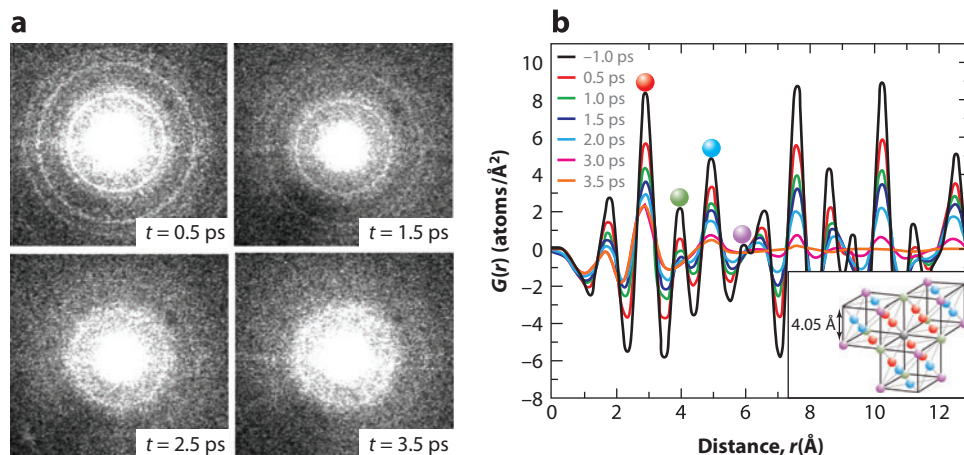 a
t = 0.5 ps
t = 1.5 ps
t = 2.5 ps
t = 3.5 ps
b
G(r) (atoms/Å²)
10
8
6
4
2
0
−2
−4
−6
−8
–1.0 ps
0.5 ps
1.0 ps
1.5 ps
2.0 ps
3.0 ps
3.5 ps
4.05 Å
0 2 4 6 8 10 12
Distance, r(Å)